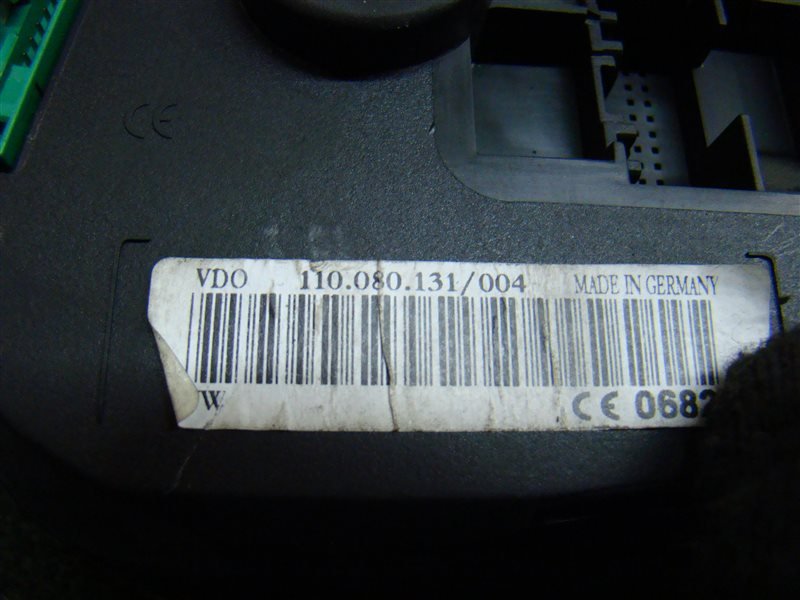 CE
VDO 110.080.131/004 MADE IN GERMANY
W CE 0682